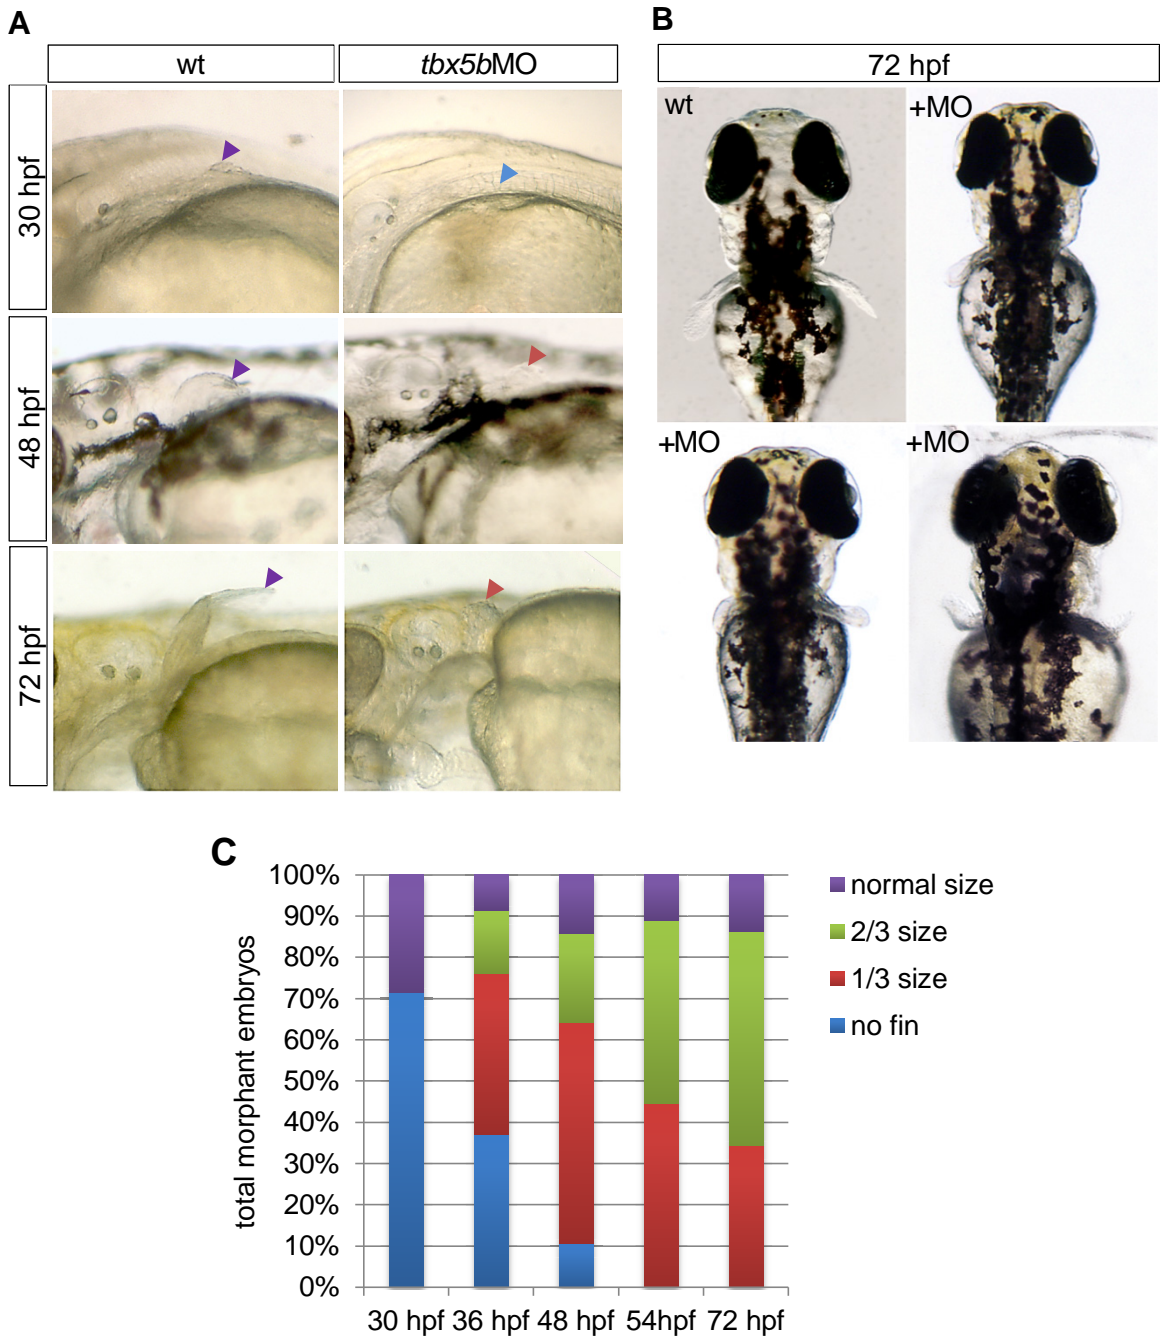 A
wt
tbx5bMO
30 hpf
48 hpf
72 hpf
B
72 hpf
wt
+MO
+MO
+MO
C
total morphant embryos
100%
90%
80%
70%
60%
50%
40%
30%
20%
10%
0%
30 hpf 36 hpf 48 hpf 54hpf 72 hpf
normal size
2/3 size
1/3 size
no fin